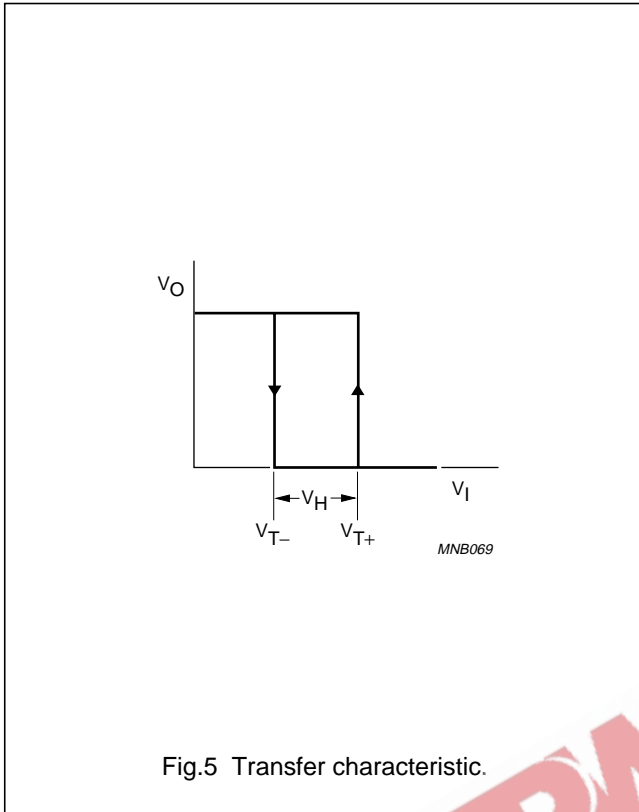 VO
VH
VI
VT− VT+
MNB069
Fig.5 Transfer characteristic.